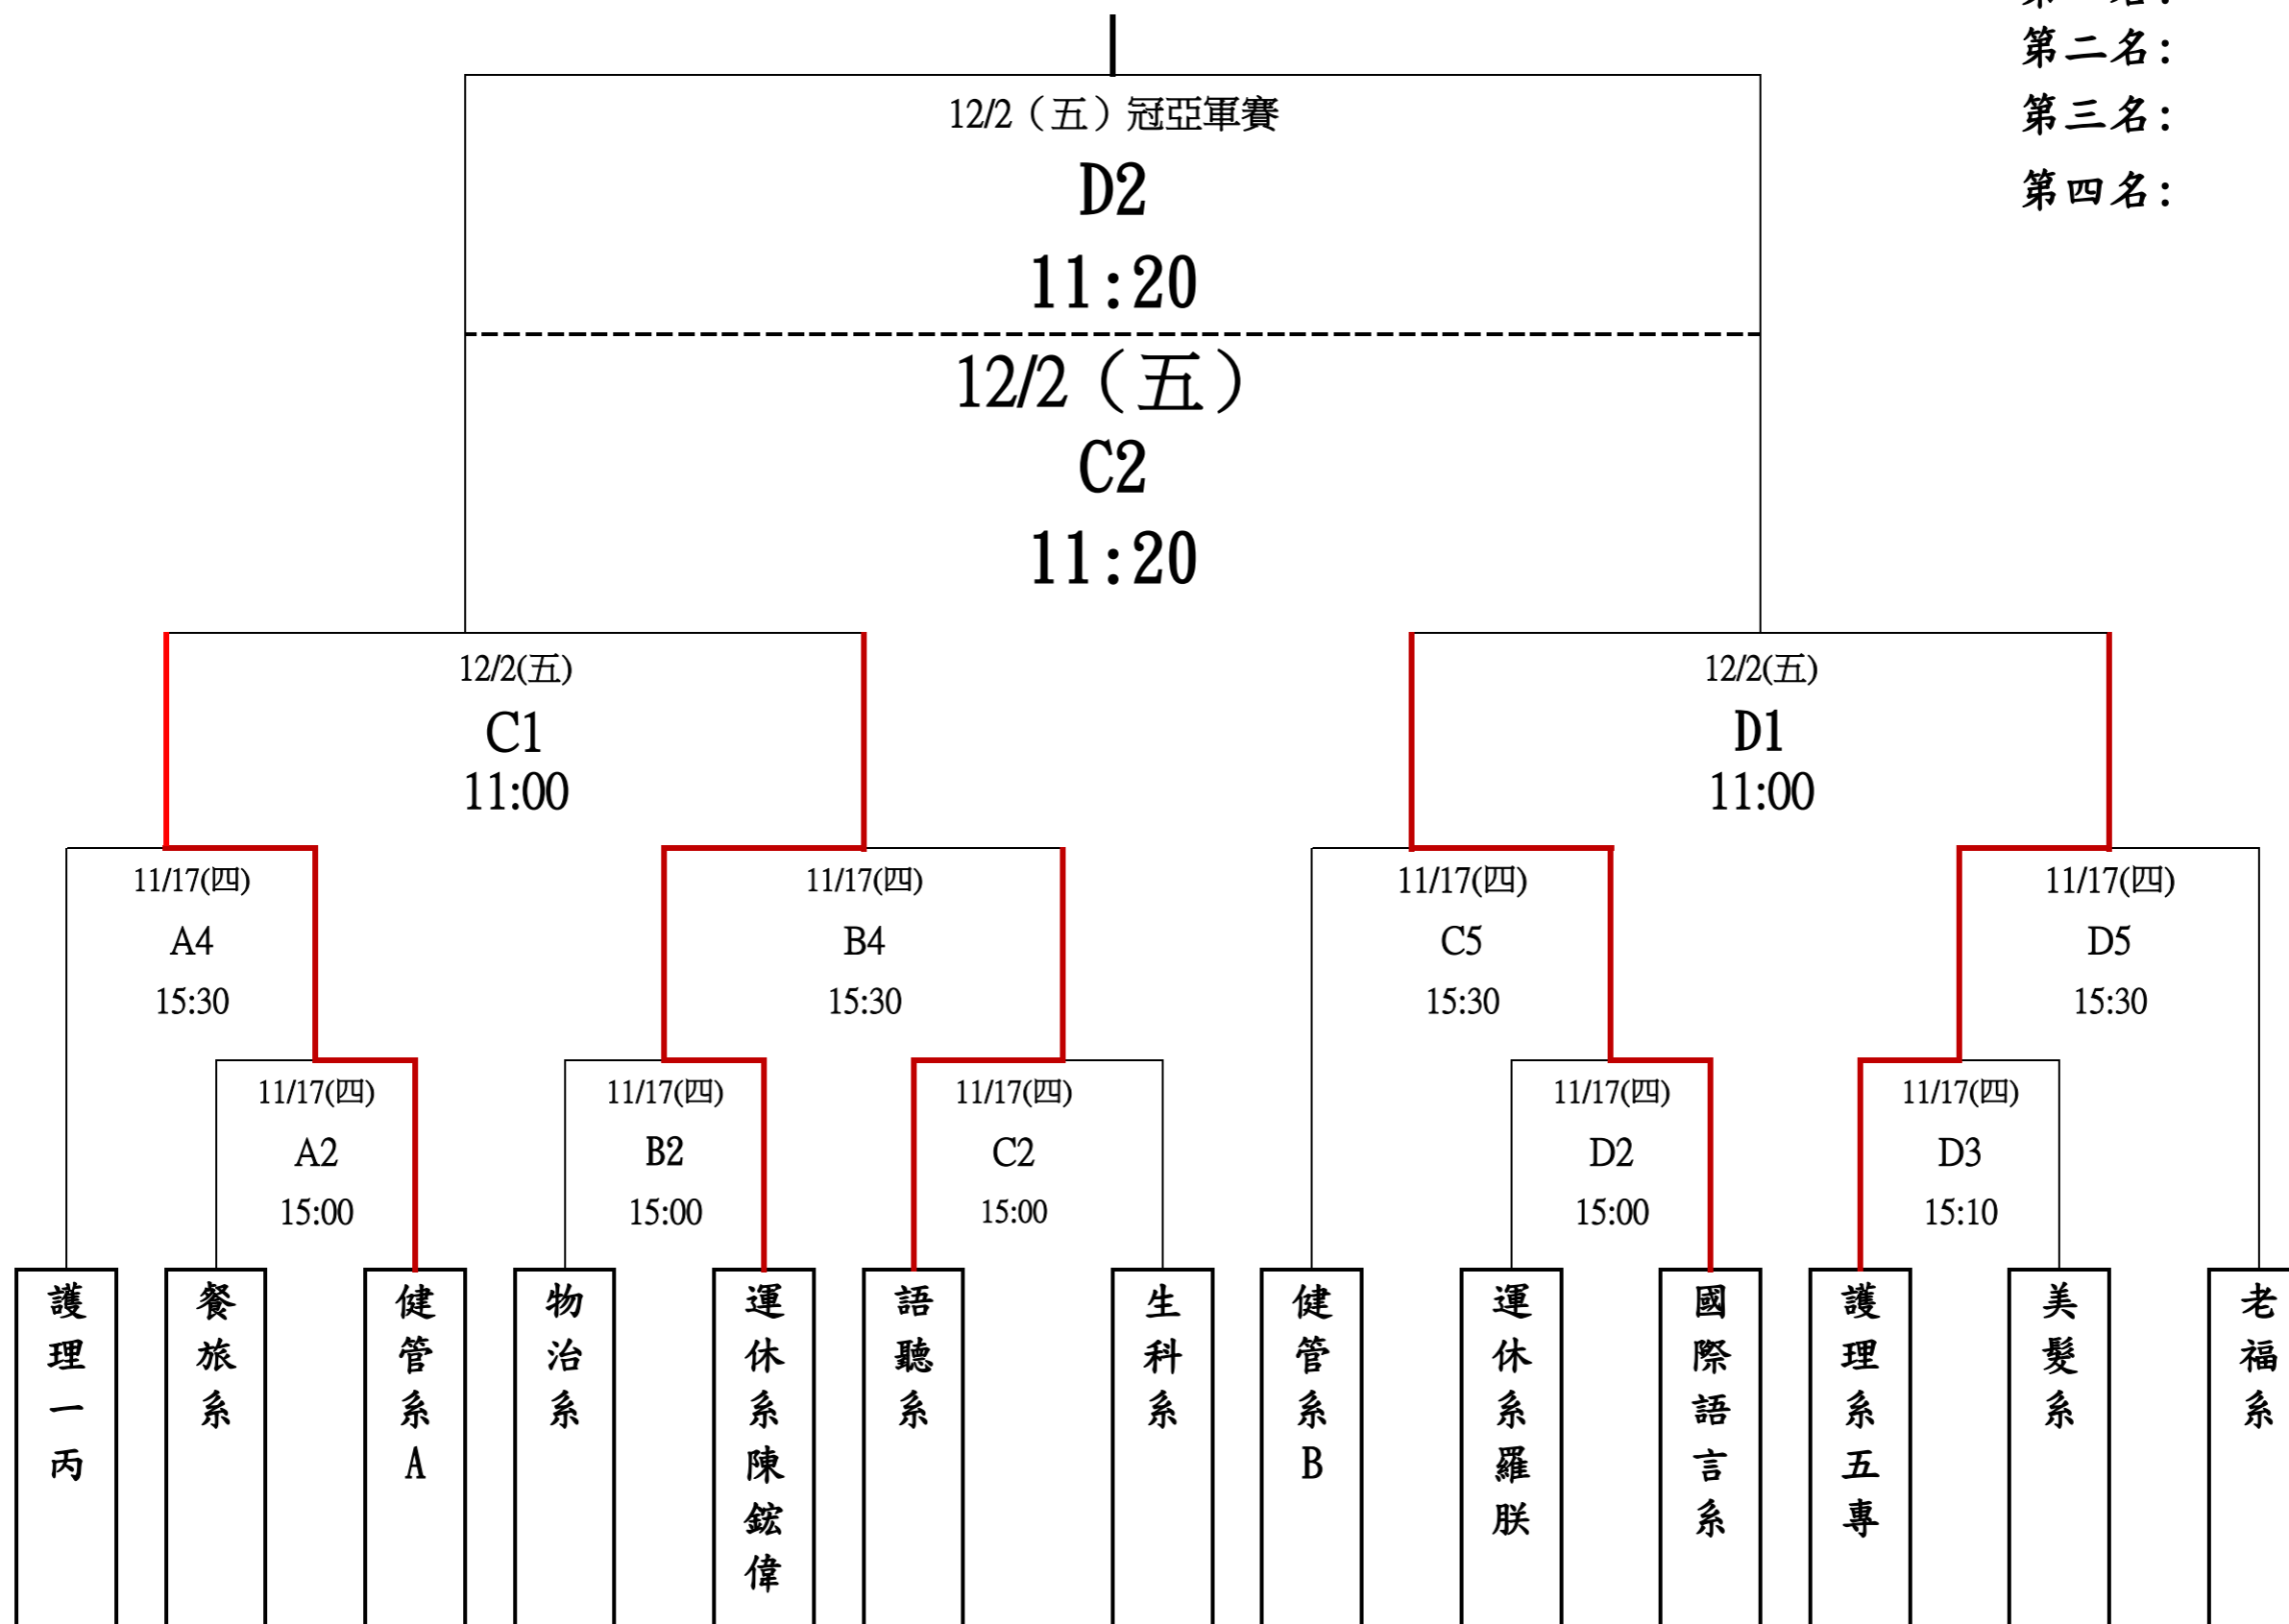 第二名：
第三名：
第四名：
12/2（五）冠亞軍賽
D2
11:20
12/2（五）
C2
11:20
12/2(五)
C1
11:00
12/2(五)
D1
11:00
11/17(四)
A4
15:30
11/17(四)
B4
15:30
11/17(四)
C5
15:30
11/17(四)
D5
15:30
11/17(四)
A2
15:00
11/17(四)
B2
15:00
11/17(四)
C2
15:00
11/17(四)
D2
15:00
11/17(四)
D3
15:10
護理一丙
餐旅系
健管系A
物治系
運休系陳鋐偉
語聽系
生科系
健管系B
運休系羅朕
國際語言系
護理系五專
美髮系
老福系